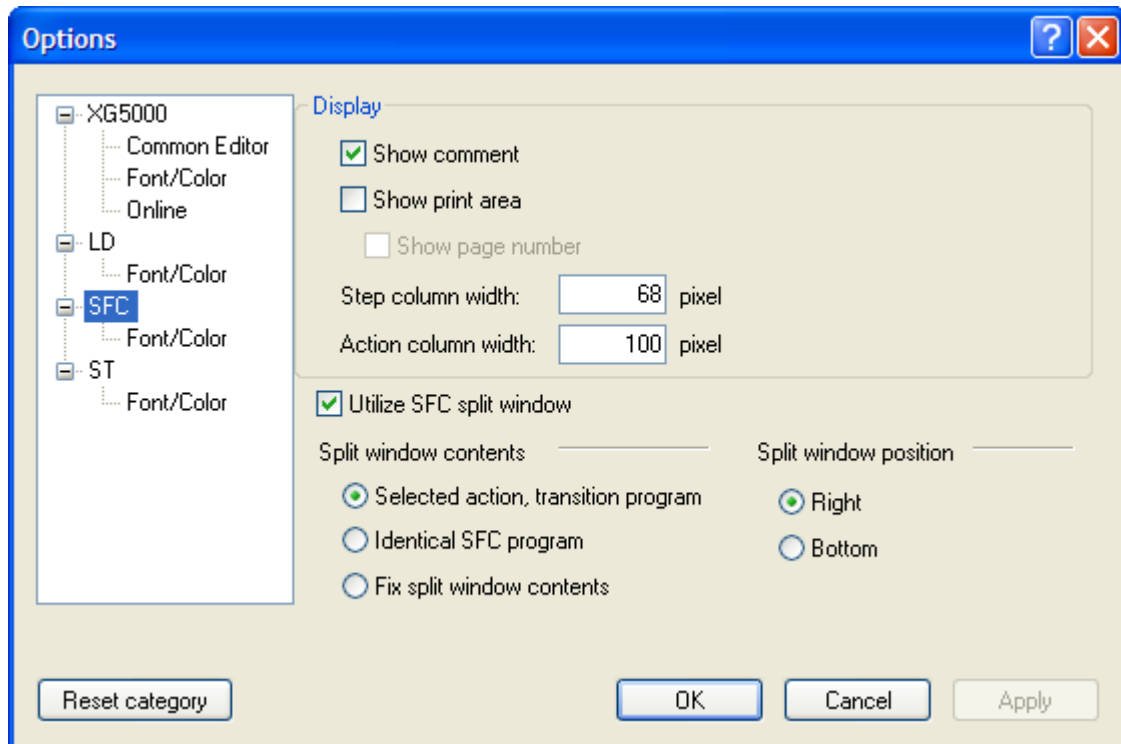 Options
XG5000
Common Editor
Font/Color
Online
LD
Font/Color
SFC
Font/Color
ST
Font/Color
Display
Show comment
Show print area
Show page number
Step column width: 68 pixel
Action column width: 100 pixel
Utilize SFC split window
Split window contents
Selected action, transition program
Identical SFC program
Fix split window contents
Split window position
Right
Bottom
Reset category
OK
Cancel
Apply